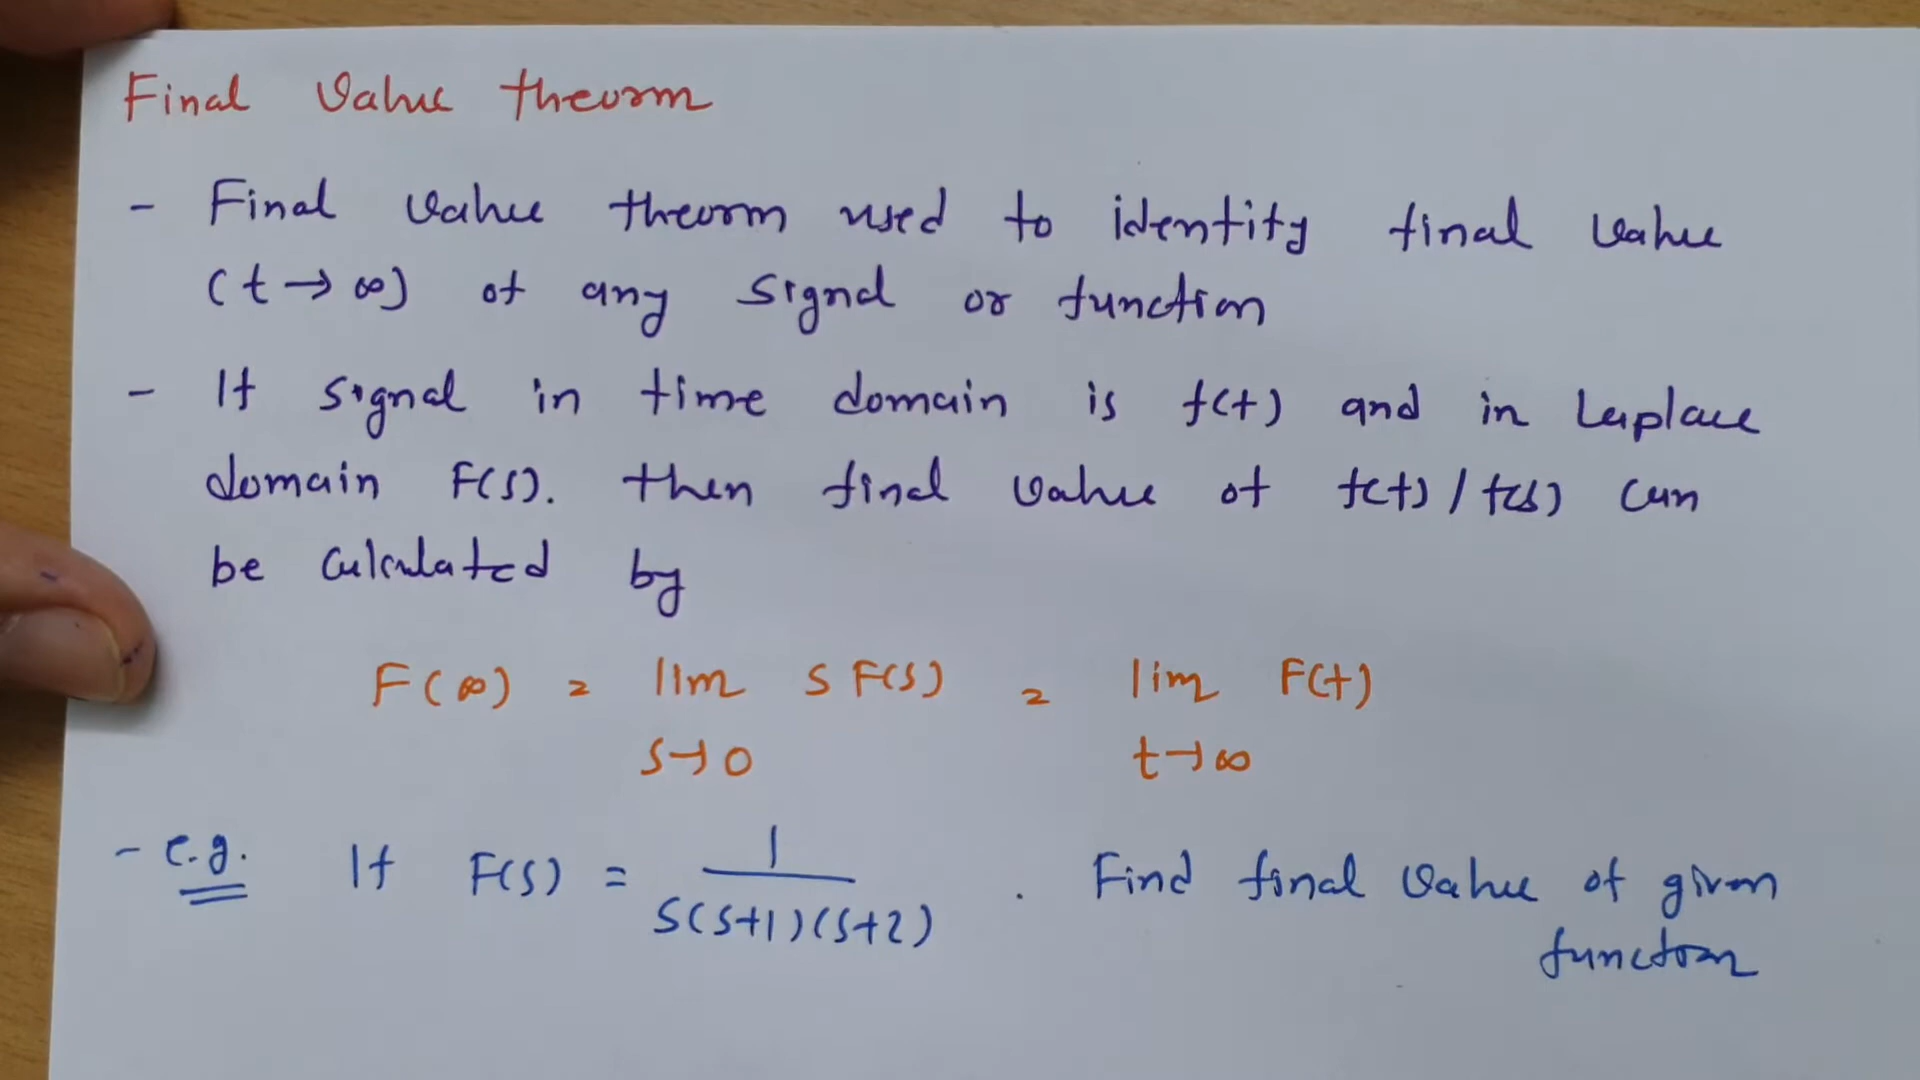 Final Value theorm
- Final value theorm used to identify final value
(t → ∞) of any signal or function
- If signal in time domain is f(t) and in Laplace
domain F(s). then final value of f(t) / f(s) can
be calculated by
F(∞) = lim s F(s) = lim F(t)
s→0 t→∞
- e.g. If F(s) = 1 / s(s+1)(s+2) . Find final value of given
function